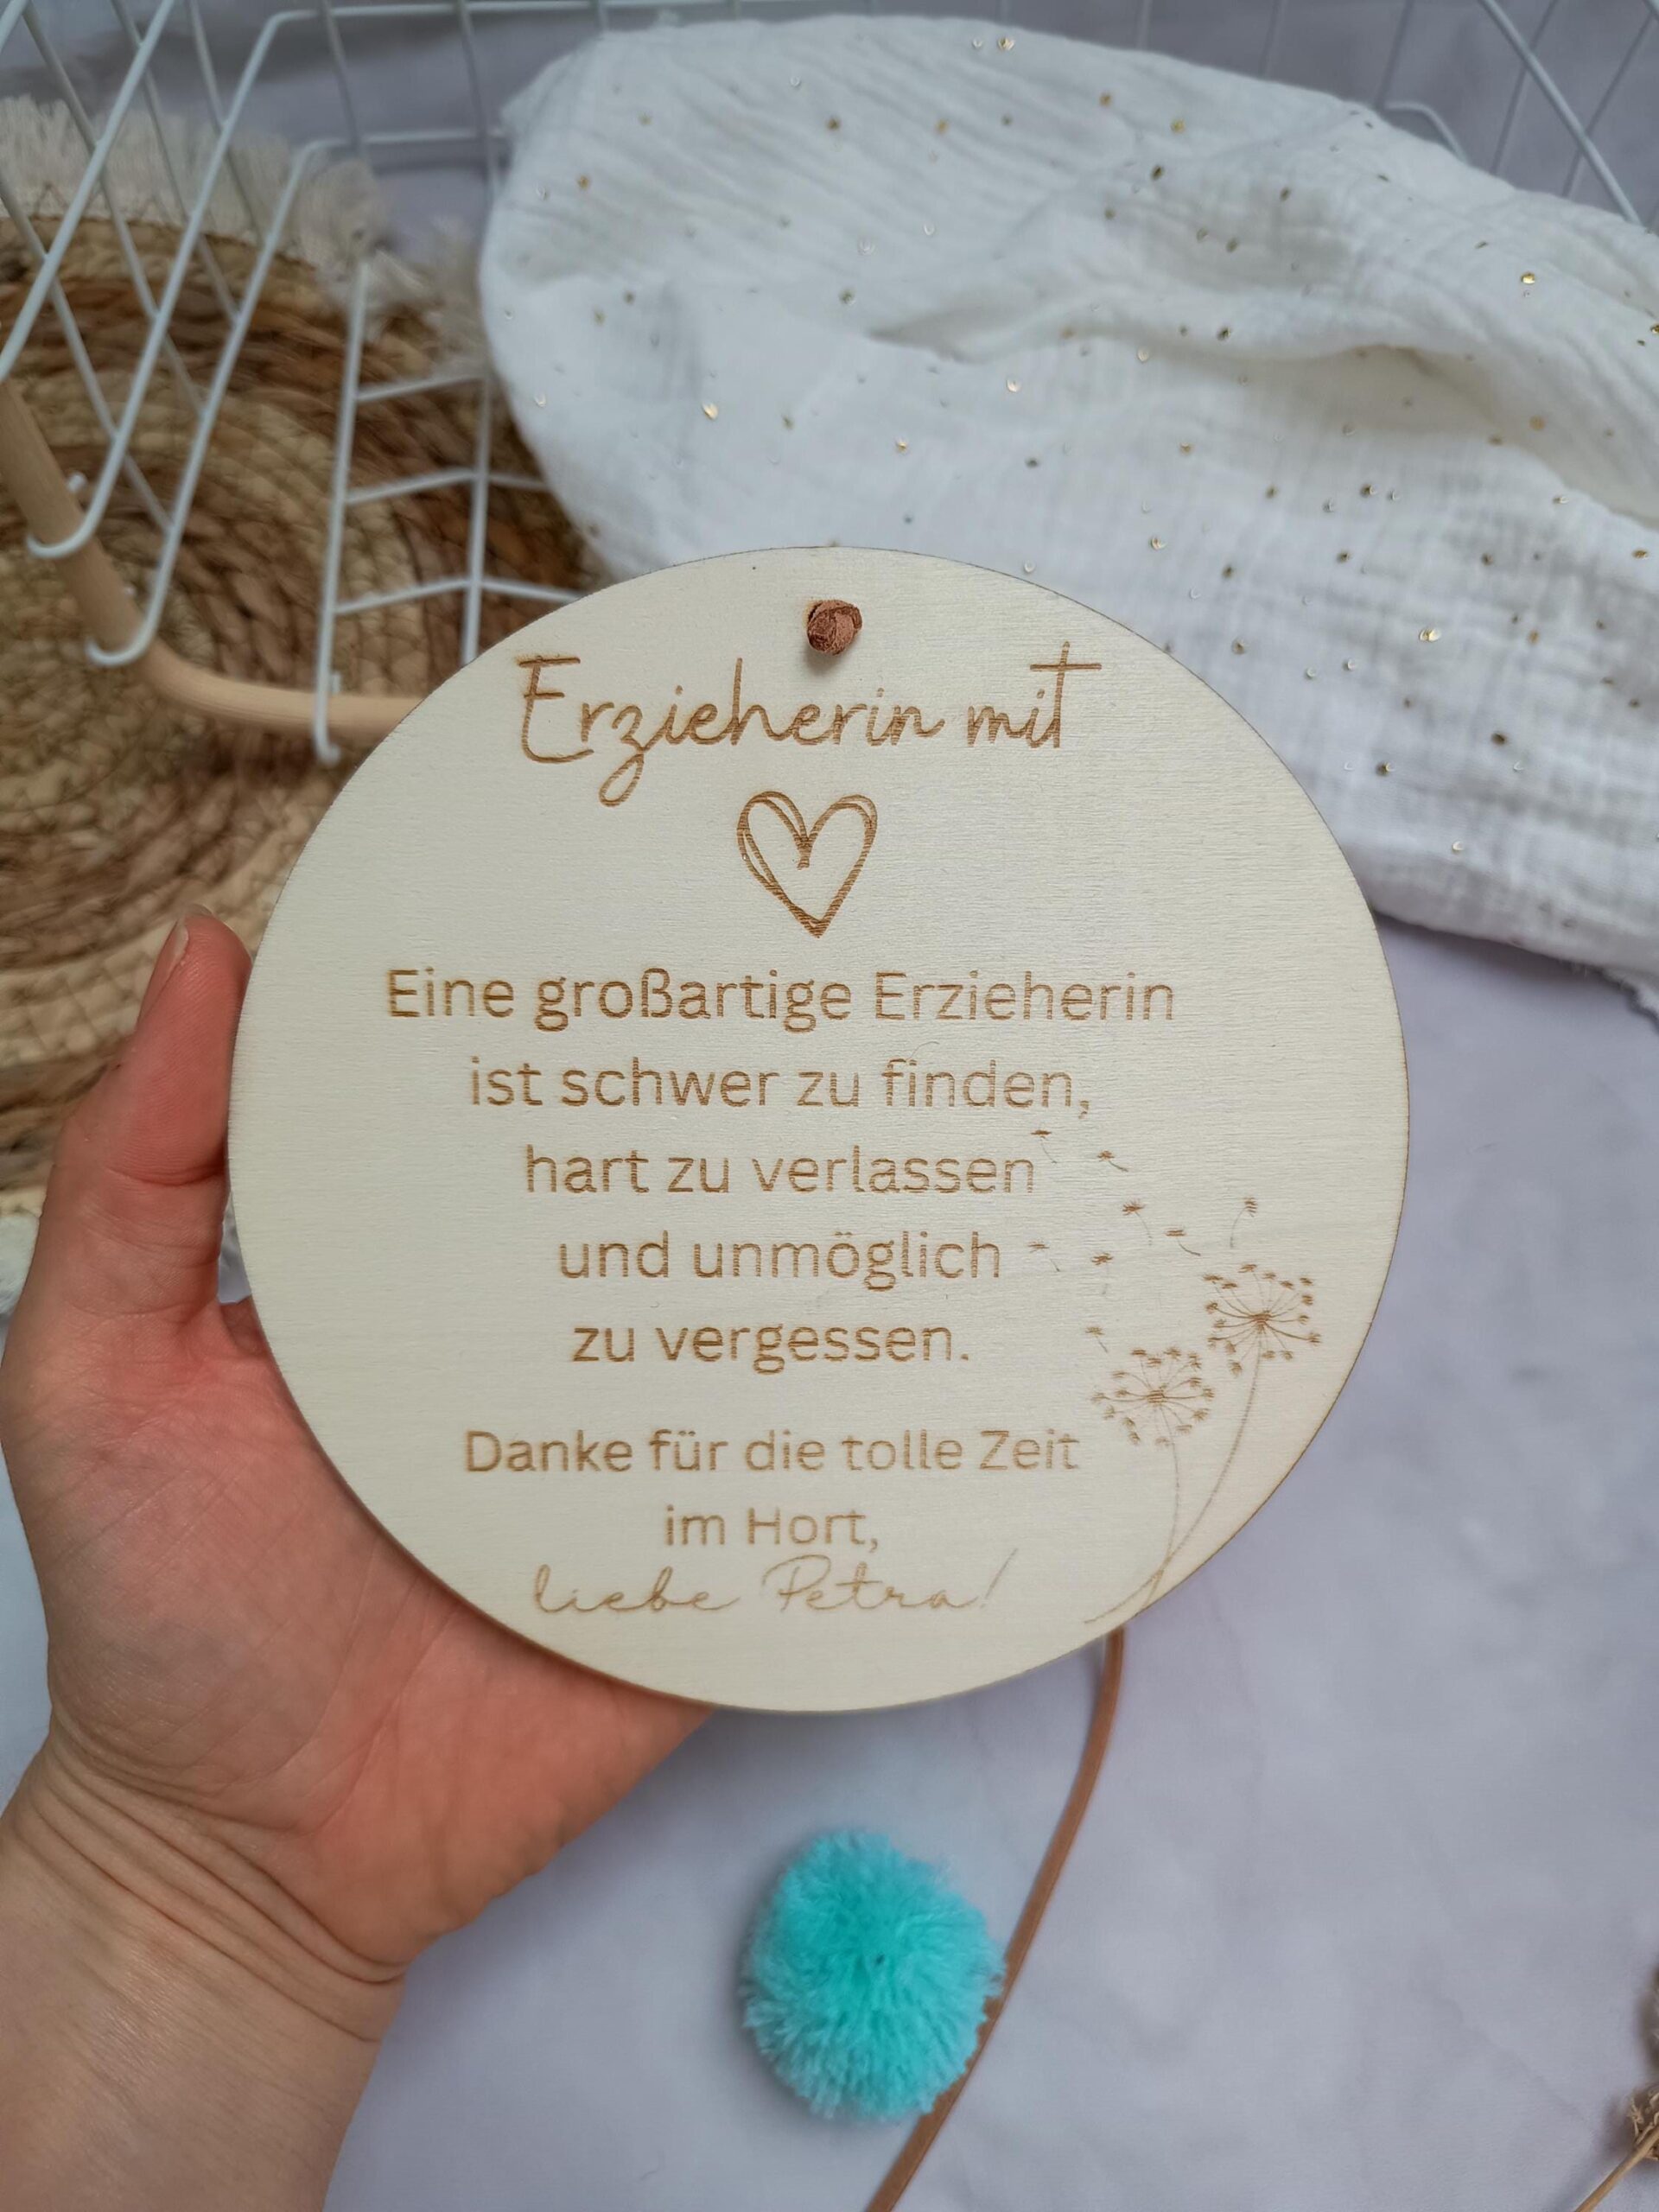 Erzieherin mit
Eine großartige Erzieherin
ist schwer zu finden,
hart zu verlassen
und unmöglich
zu vergessen.
Danke für die tolle Zeit
im Hort,
liebe Petra!